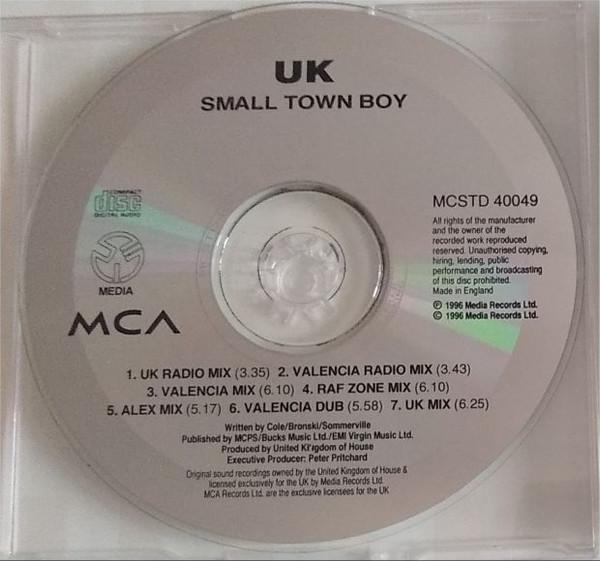 UK
SMALL TOWN BOY
COMPACT
disc
DIGITAL AUDIO
MEDIA
MCA
MCSTD 40049
All rights of the manufacturer
and the owner of the
recorded work reproduced
reserved. Unauthorised copying,
hiring, lending, public
performance and broadcasting
of this disc prohibited.
Made in England
℗ 1996 Media Records Ltd.
© 1996 Media Records Ltd.
1. UK RADIO MIX (3.35) 2. VALENCIA RADIO MIX (3.43)
3. VALENCIA MIX (6.10) 4. RAF ZONE MIX (6.10)
5. ALEX MIX (5.17) 6. VALENCIA DUB (5.58) 7. UK MIX (6.25)
Written by Cole/Bronski/Sommerville
Published by MCPS/Bucks Music Ltd./EMI Virgin Music Ltd.
Produced by United Kingdom of House
Executive Producer: Peter Pritchard
Original sound recordings owned by the United Kingdom of House &
licensed exclusively for the UK by Media Records Ltd.
MCA Records Ltd. are the exclusive licensees for the UK